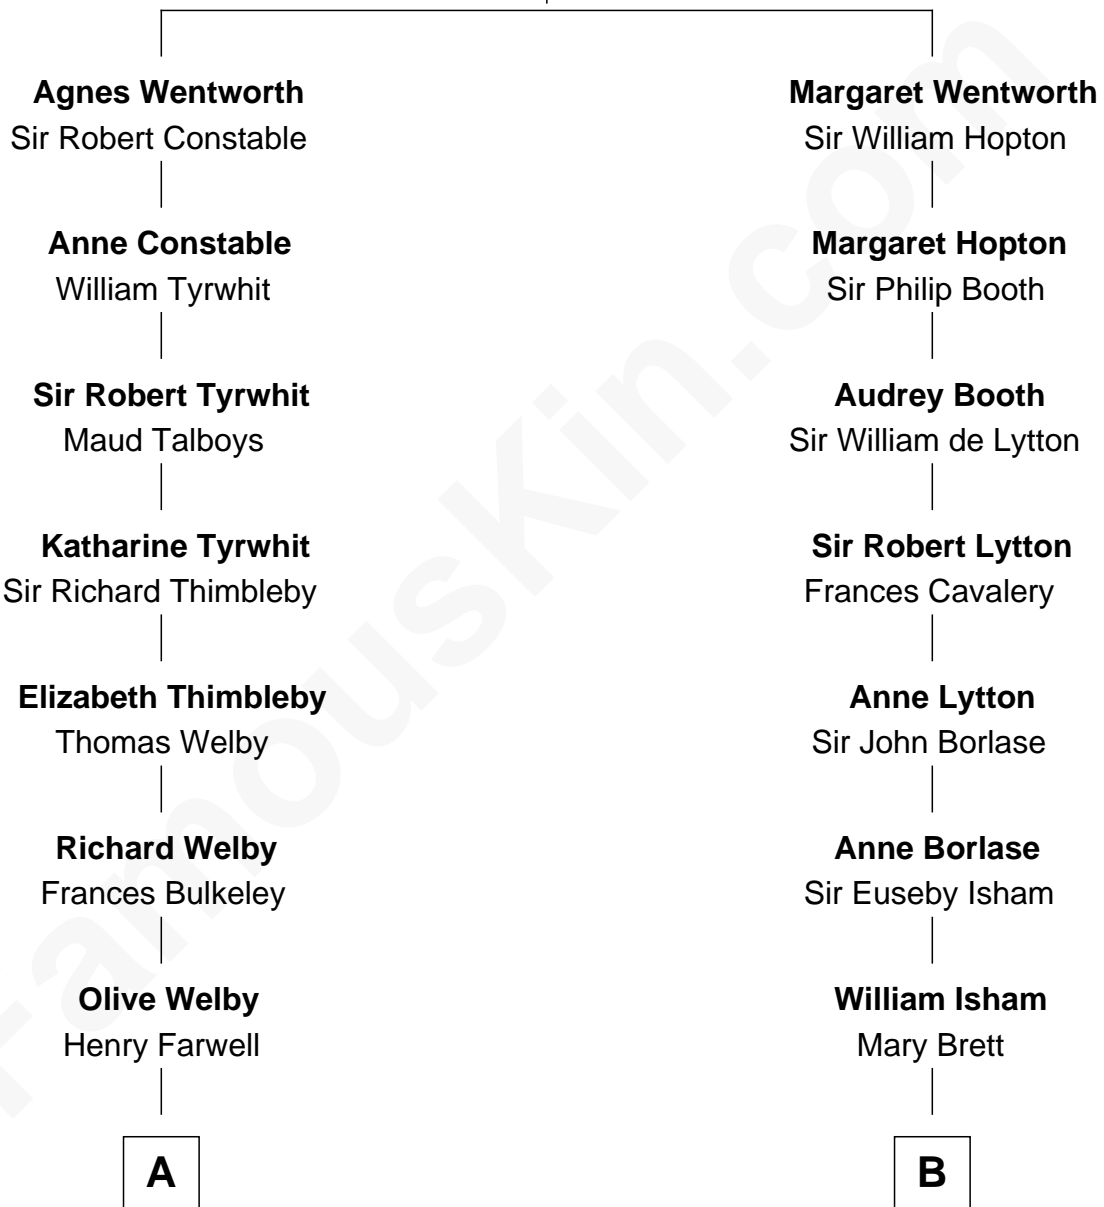 Agnes Wentworth
Sir Robert Constable
Anne Constable
William Tyrwhit
Sir Robert Tyrwhit
Maud Talboys
Katharine Tyrwhit
Sir Richard Thimbleby
Elizabeth Thimbleby
Thomas Welby
Richard Welby
Frances Bulkeley
Olive Welby
Henry Farwell
A
Margaret Wentworth
Sir William Hopton
Margaret Hopton
Sir Philip Booth
Audrey Booth
Sir William de Lytton
Sir Robert Lytton
Frances Cavalery
Anne Lytton
Sir John Borlase
Anne Borlase
Sir Euseby Isham
William Isham
Mary Brett
B
FamousKin.com